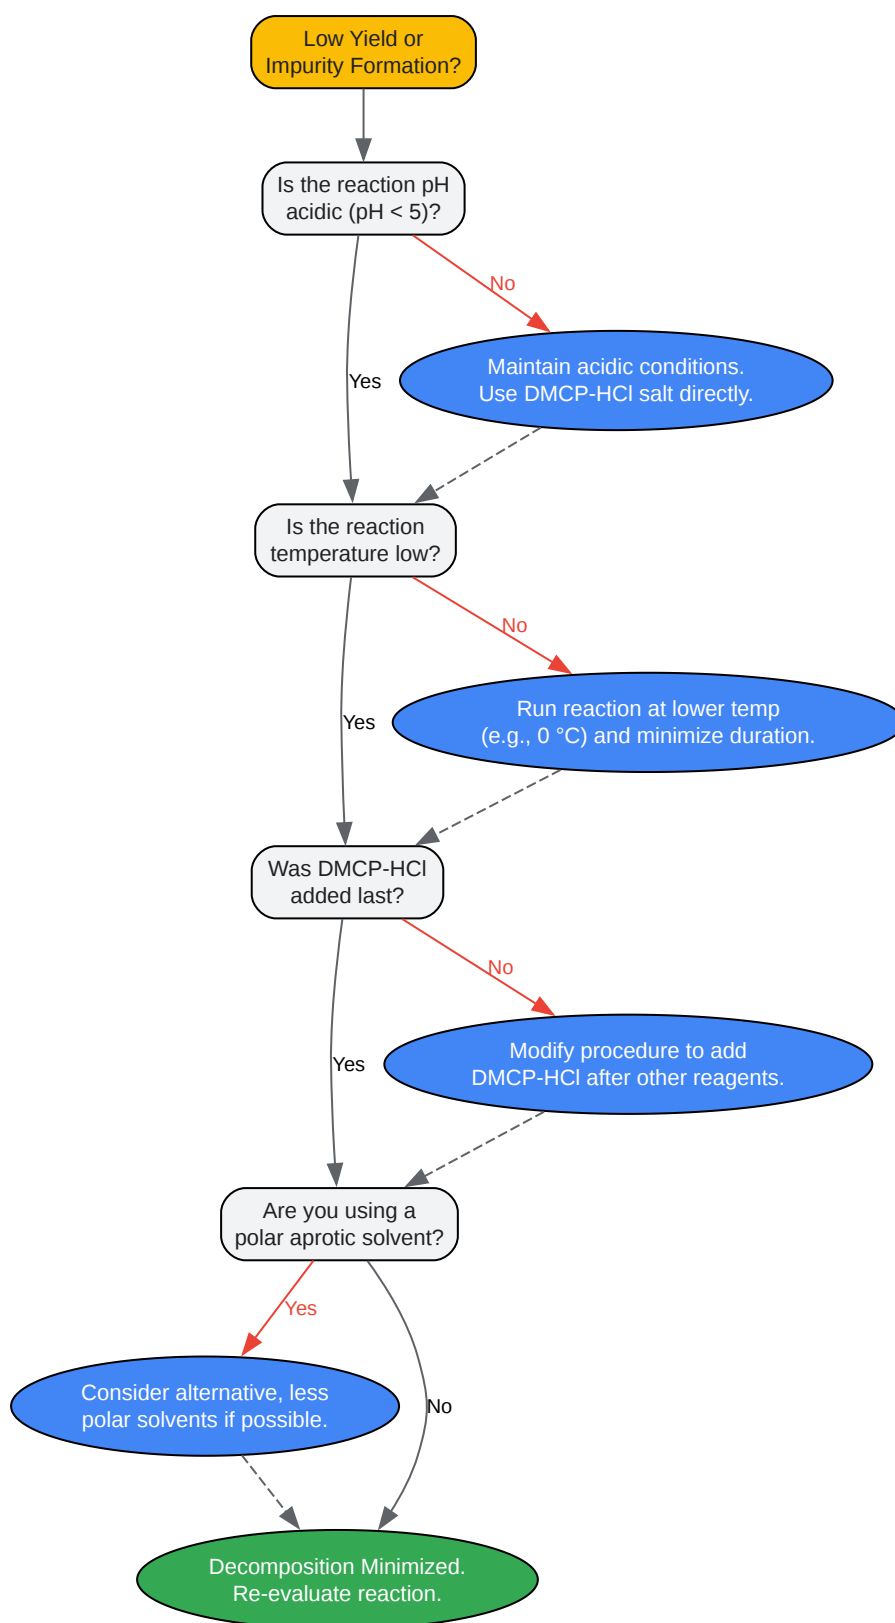 Low Yield or
Impurity Formation?
Is the reaction pH
acidic (pH < 5)?
No
Maintain acidic conditions.
Use DMCP-HCl salt directly.
Yes
Is the reaction
temperature low?
No
Run reaction at lower temp
(e.g., 0 °C) and minimize duration.
Yes
Was DMCP-HCl
added last?
No
Modify procedure to add
DMCP-HCl after other reagents.
Yes
Are you using a
polar aprotic solvent?
Yes
Consider alternative, less
polar solvents if possible.
No
Decomposition Minimized.
Re-evaluate reaction.